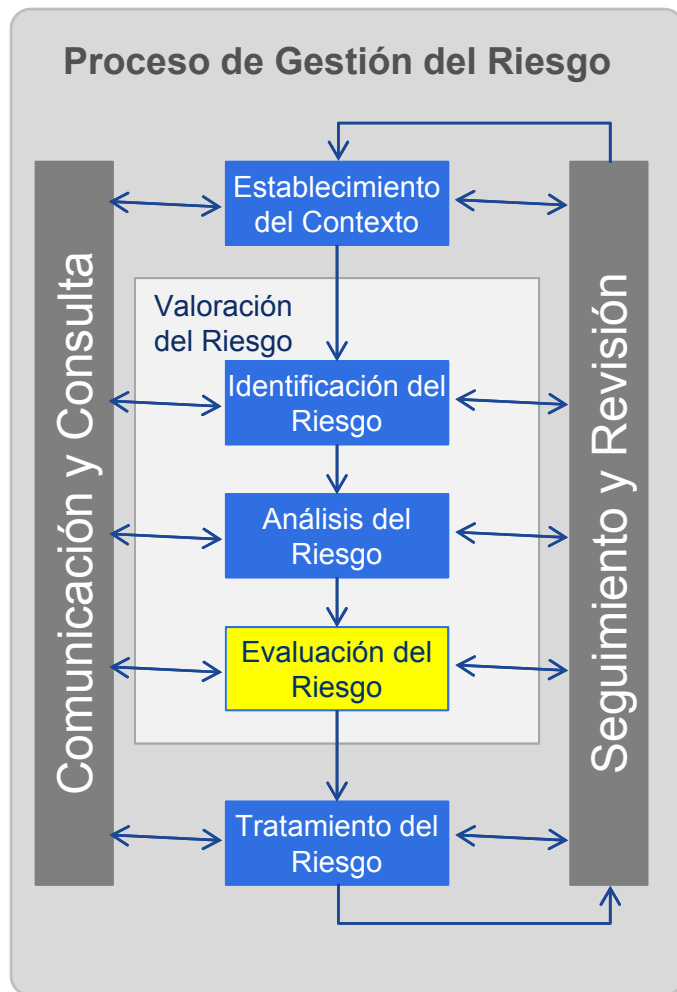 Proceso de Gestión del Riesgo
Comunicación y Consulta
Establecimiento
del Contexto
Valoración
del Riesgo
Identificación del
Riesgo
Análisis del
Riesgo
Evaluación del
Riesgo
Tratamiento del
Riesgo
Seguimiento y Revisión